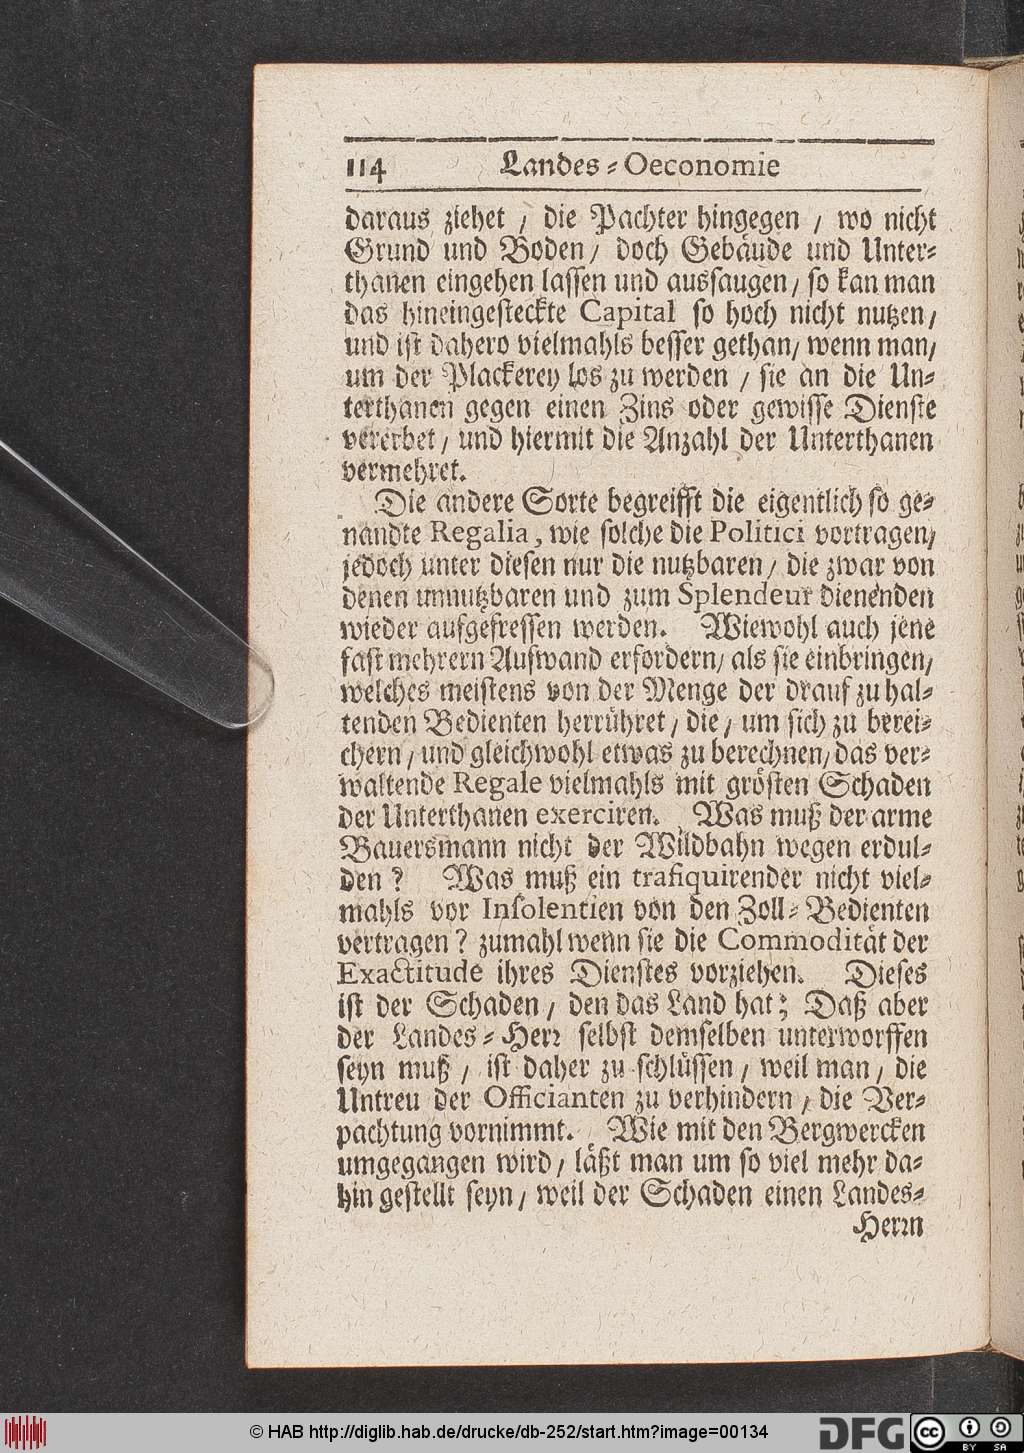 114 Landes-Oeconomie
daraus ziehet / die Pachter hingegen / wo nicht
Grund und Boden / doch Gebäude und Unter-
thanen eingehen lassen und aussaugen / so kan man
das hineingesteckte Capital so hoch nicht nutzen /
und ist dahero vielmahls besser gethan / wenn man /
um der Plackerey los zu werden / sie an die Un-
terthanen gegen einen Zins oder gewisse Dienste
vererbet / und hiermit die Anzahl der Unterthanen
vermehret.
Die andere Sorte begreifft die eigentlich so ge-
nandte Regalia, wie solche die Politici vortragen /
jedoch unter diesen nur die nutzbaren / die zwar von
denen unnutzbaren und zum Splendeur dienenden
wieder aufgefressen werden. Wiewohl auch jene
fast mehrern Aufwand erfordern / als sie einbringen /
welches meistens von der Menge der drauf zu hal-
tenden Bedienten herrühret / die / um sich zu berei-
chern / und gleichwohl etwas zu berechnen / das ver-
waltende Regale vielmahls mit grösten Schaden
der Unterthanen exerciren. Was muß der arme
Bauersmann nicht der Wildbahn wegen erdul-
den? Was muß ein trafiquirender nicht viel-
mahls vor Insolentien von den Zoll-Bedienten
vertragen? zumahl wenn sie die Commodität der
Exactitude ihres Dienstes vorziehen. Dieses
ist der Schaden / den das Land hat; Daß aber
der Landes-Herr selbst demselben unterworffen
seyn muß / ist daher zu schlüssen / weil man / die
Untreu der Officianten zu verhindern / die Ver-
pachtung vornimmt. Wie mit den Bergwercken
umgegangen wird / läßt man um so viel mehr da-
hin gestellt seyn / weil der Schaden einen Landes-
Herrn
© HAB http://diglib.hab.de/drucke/db-252/start.htm?image=00134
DFG
cc BY SA